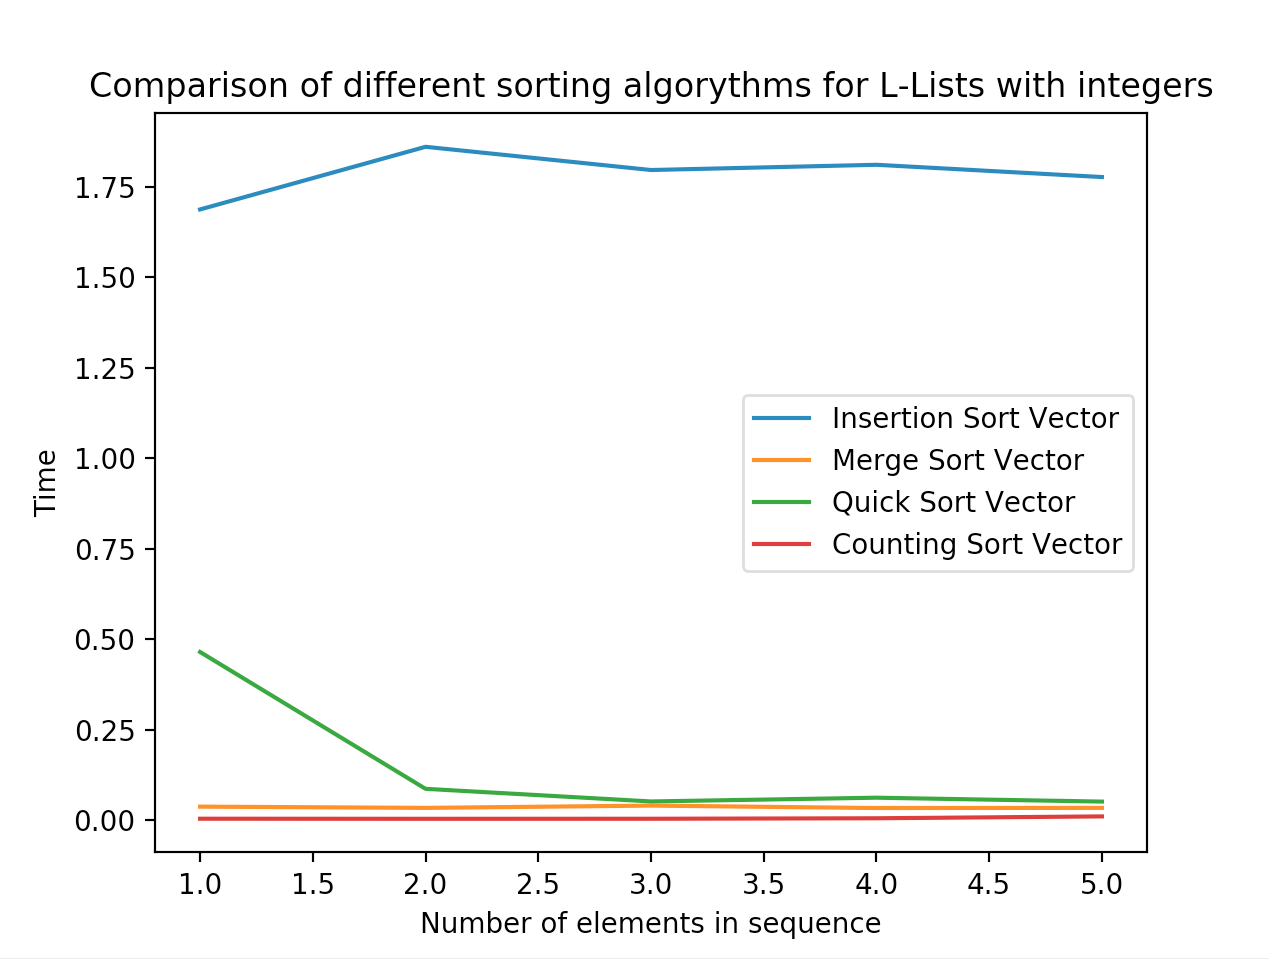 Comparison of different sorting algorythms for L-Lists with integers
1.75
1.50
1.25
1.00
0.75
0.50
0.25
0.00
Time
Insertion Sort Vector
Merge Sort Vector
Quick Sort Vector
Counting Sort Vector
1.0 1.5 2.0 2.5 3.0 3.5 4.0 4.5 5.0
Number of elements in sequence